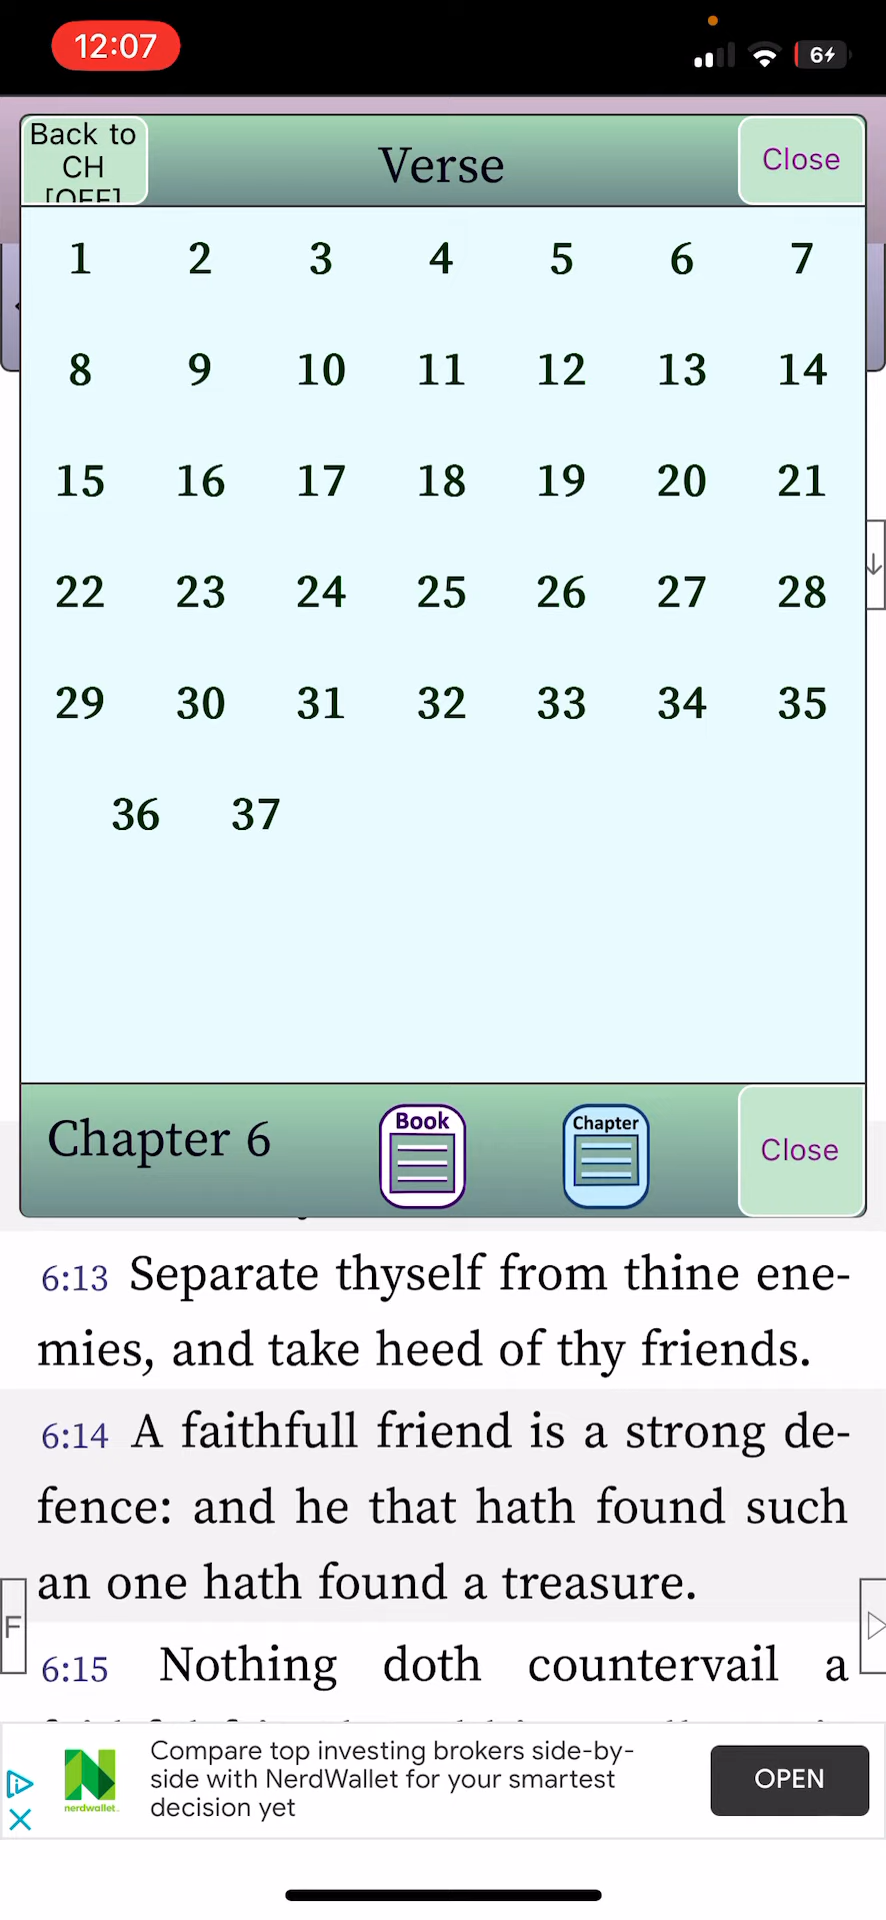 12:07
6
Back to
CH
[OFF]
Verse
Close
1 2 3 4 5 6 7
8 9 10 11 12 13 14
15 16 17 18 19 20 21
22 23 24 25 26 27 28
29 30 31 32 33 34 35
36 37
Chapter 6
Book
Chapter
Close
6:13 Separate thyself from thine ene-
mies, and take heed of thy friends.
6:14 A faithfull friend is a strong de-
fence: and he that hath found such
an one hath found a treasure.
F
6:15 Nothing doth countervail a
nerdwallet
Compare top investing brokers side-by-
side with NerdWallet for your smartest
decision yet
OPEN